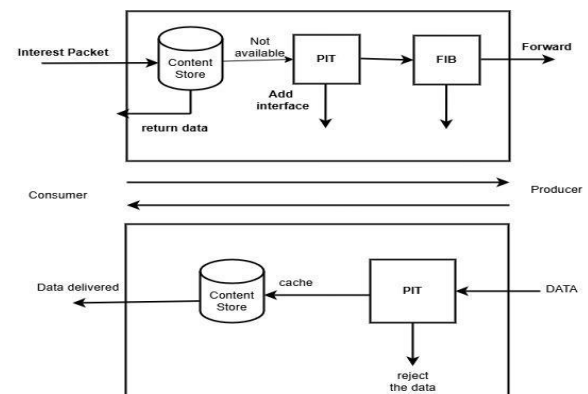 Interest Packet
Content
Store
Not
available
PIT
FIB
Forward
Add
interface
return data
Consumer
Producer
Data delivered
Content
Store
cache
PIT
DATA
reject
the data